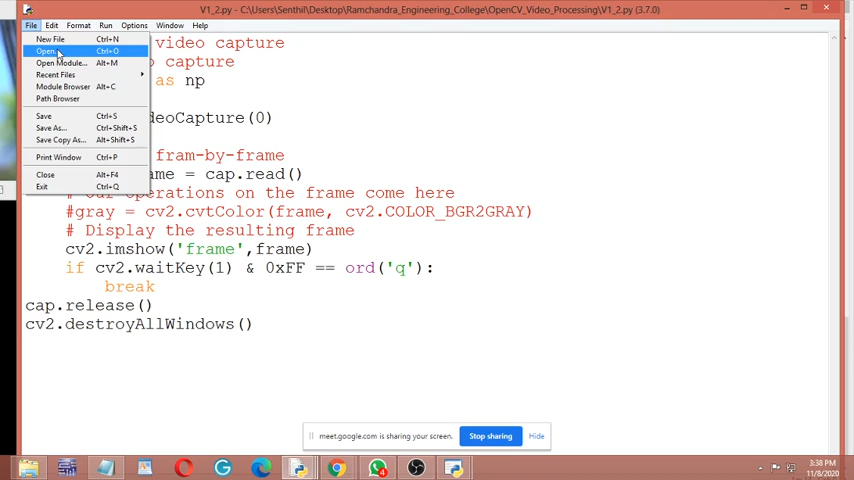 V1_2.py - C:\Users\Senthil\Desktop\Ramchandra_Engineering_College\OpenCV_Video_Processing\V1_2.py (3.7.0)
File Edit Format Run Options Window Help
New File Ctrl+N
Open... Ctrl+O
Open Module... Alt+M
Recent Files
Module Browser Alt+C
Path Browser
Save Ctrl+S
Save As... Ctrl+Shift+S
Save Copy As... Alt+Shift+S
Print Window Ctrl+P
Close Alt+F4
Exit Ctrl+Q
video capture
capture
as np
deoCapture(0)
fram-by-frame
ame = cap.read()
# Our operations on the frame come here
#gray = cv2.cvtColor(frame, cv2.COLOR_BGR2GRAY)
# Display the resulting frame
cv2.imshow('frame',frame)
if cv2.waitKey(1) & 0xFF == ord('q'):
break
cap.release()
cv2.destroyAllWindows()
meet.google.com is sharing your screen. Stop sharing Hide
4
3:38 PM
11/8/2020